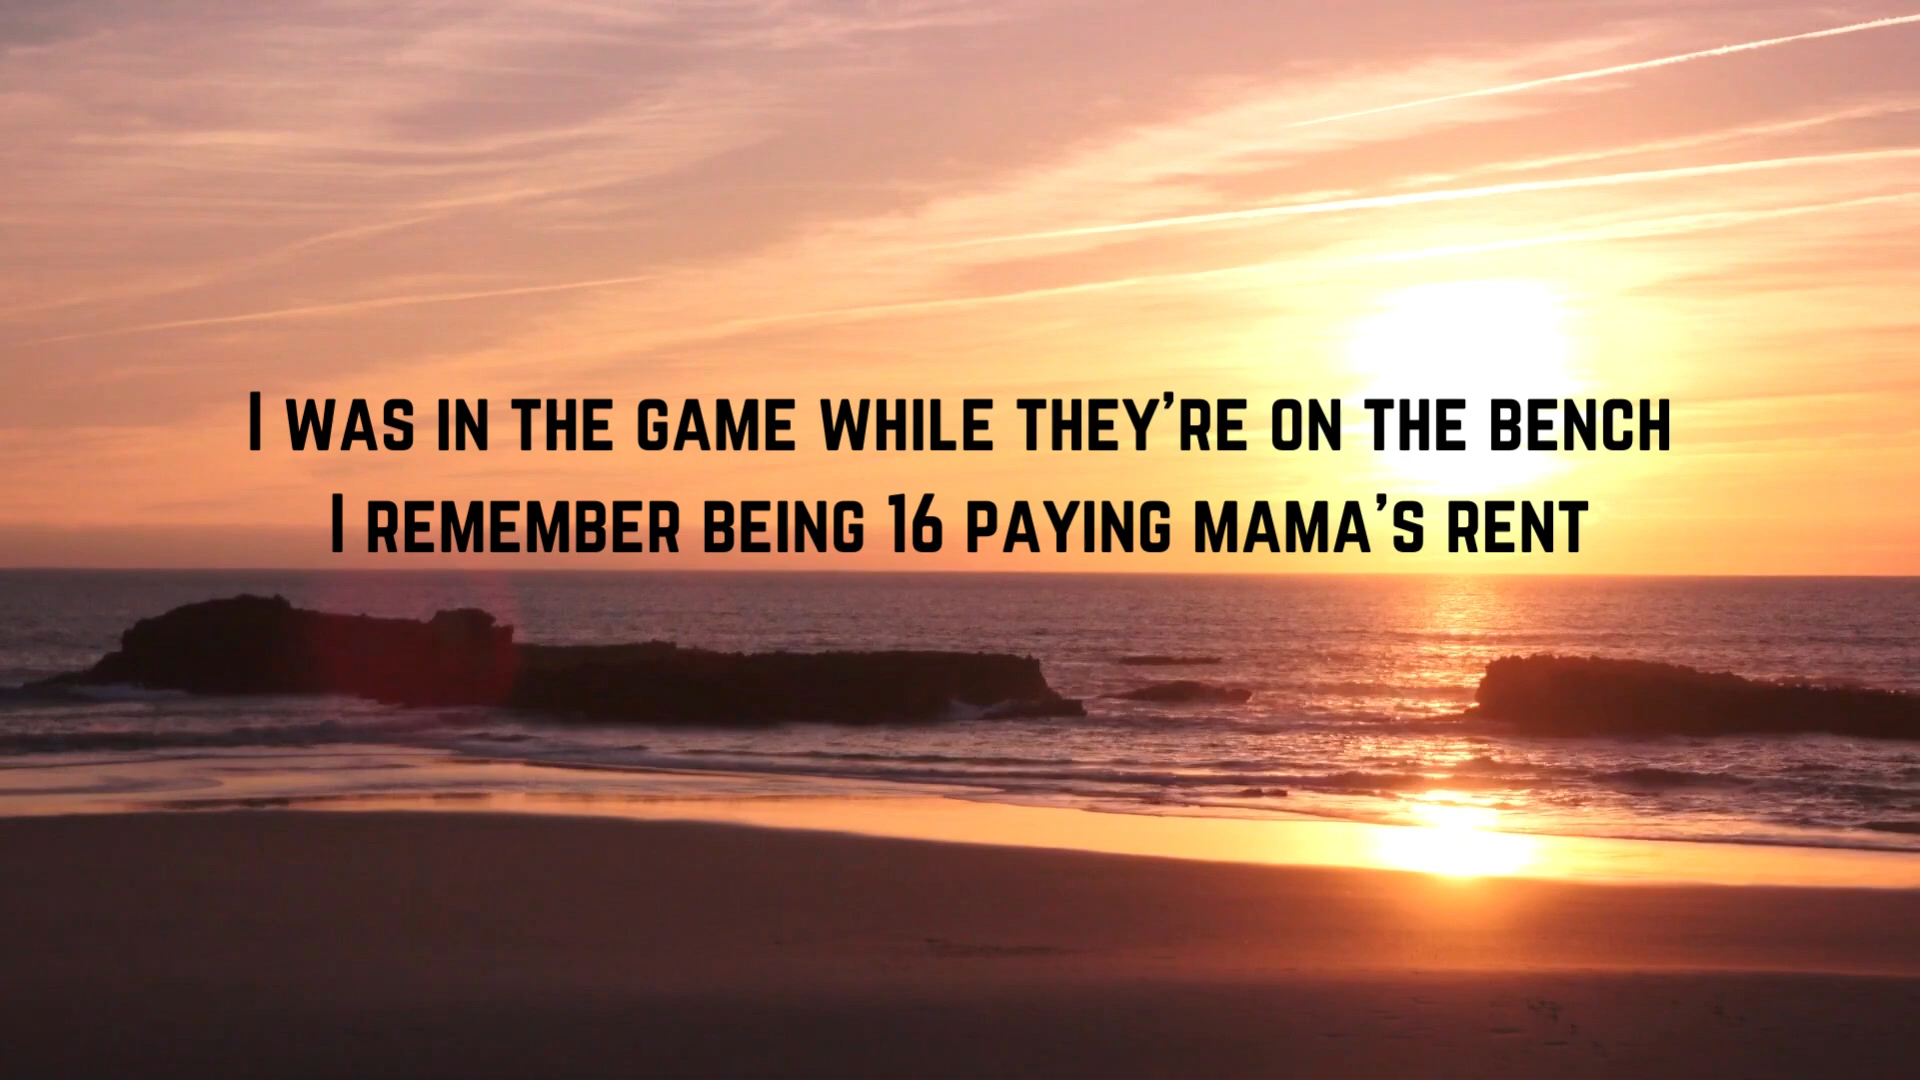 I WAS IN THE GAME WHILE THEY'RE ON THE BENCH
I REMEMBER BEING 16 PAYING MAMA'S RENT